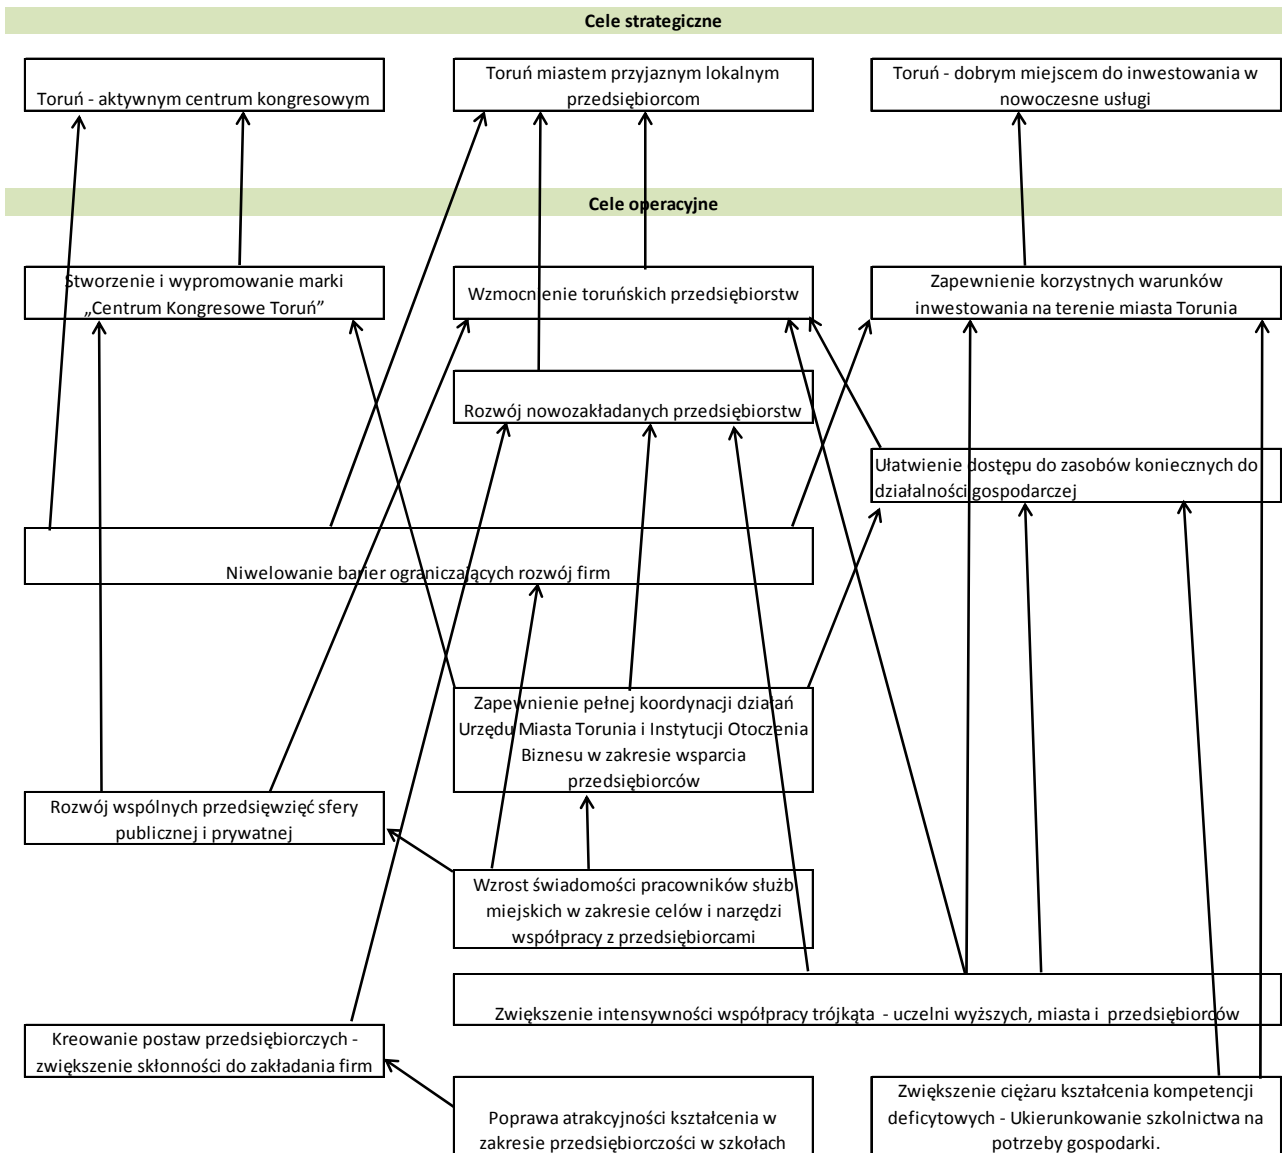 Cele strategiczne
Toruń - aktywnym centrum kongresowym
Toruń miastem przyjaznym lokalnym
przedsiębiorcom
Toruń - dobrym miejscem do inwestowania w
nowoczesne usługi
Cele operacyjne
Stworzenie i wypromowanie marki
„Centrum Kongresowe Toruń”
Wzmocnienie toruńskich przedsiębiorstw
Zapewnienie korzystnych warunków
inwestowania na terenie miasta Torunia
Rozwój nowozakładanych przedsiębiorstw
Ułatwienie dostępu do zasobów koniecznych do
działalności gospodarczej
Niwelowanie barier ograniczających rozwój firm
Zapewnienie pełnej koordynacji działań
Urzędu Miasta Torunia i Instytucji Otoczenia
Biznesu w zakresie wsparcia
przedsiębiorców
Rozwój wspólnych przedsięwzięć sfery
publicznej i prywatnej
Wzrost świadomości pracowników służb
miejskich w zakresie celów i narzędzi
współpracy z przedsiębiorcami
Zwiększenie intensywności współpracy trójkąta - uczelni wyższych, miasta i przedsiębiorców
Kreowanie postaw przedsiębiorczych -
zwiększenie skłonności do zakładania firm
Poprawa atrakcyjności kształcenia w
zakresie przedsiębiorczości w szkołach
Zwiększenie ciężaru kształcenia kompetencji
deficytowych - Ukierunkowanie szkolnictwa na
potrzeby gospodarki.